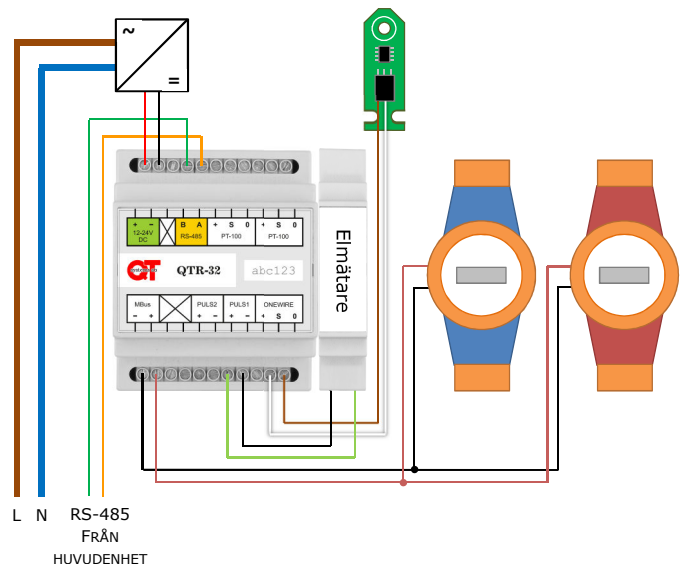 ~
=
+ − B A + S 0 + S 0
12-24V DC RS-485 PT-100 PT-100
QT QTR-32 abc123
Elmätare
MBus PULS2 PULS1 ONEWIRE
− + + − + − + S 0
L N RS-485
FRÅN
HUVUDENHET